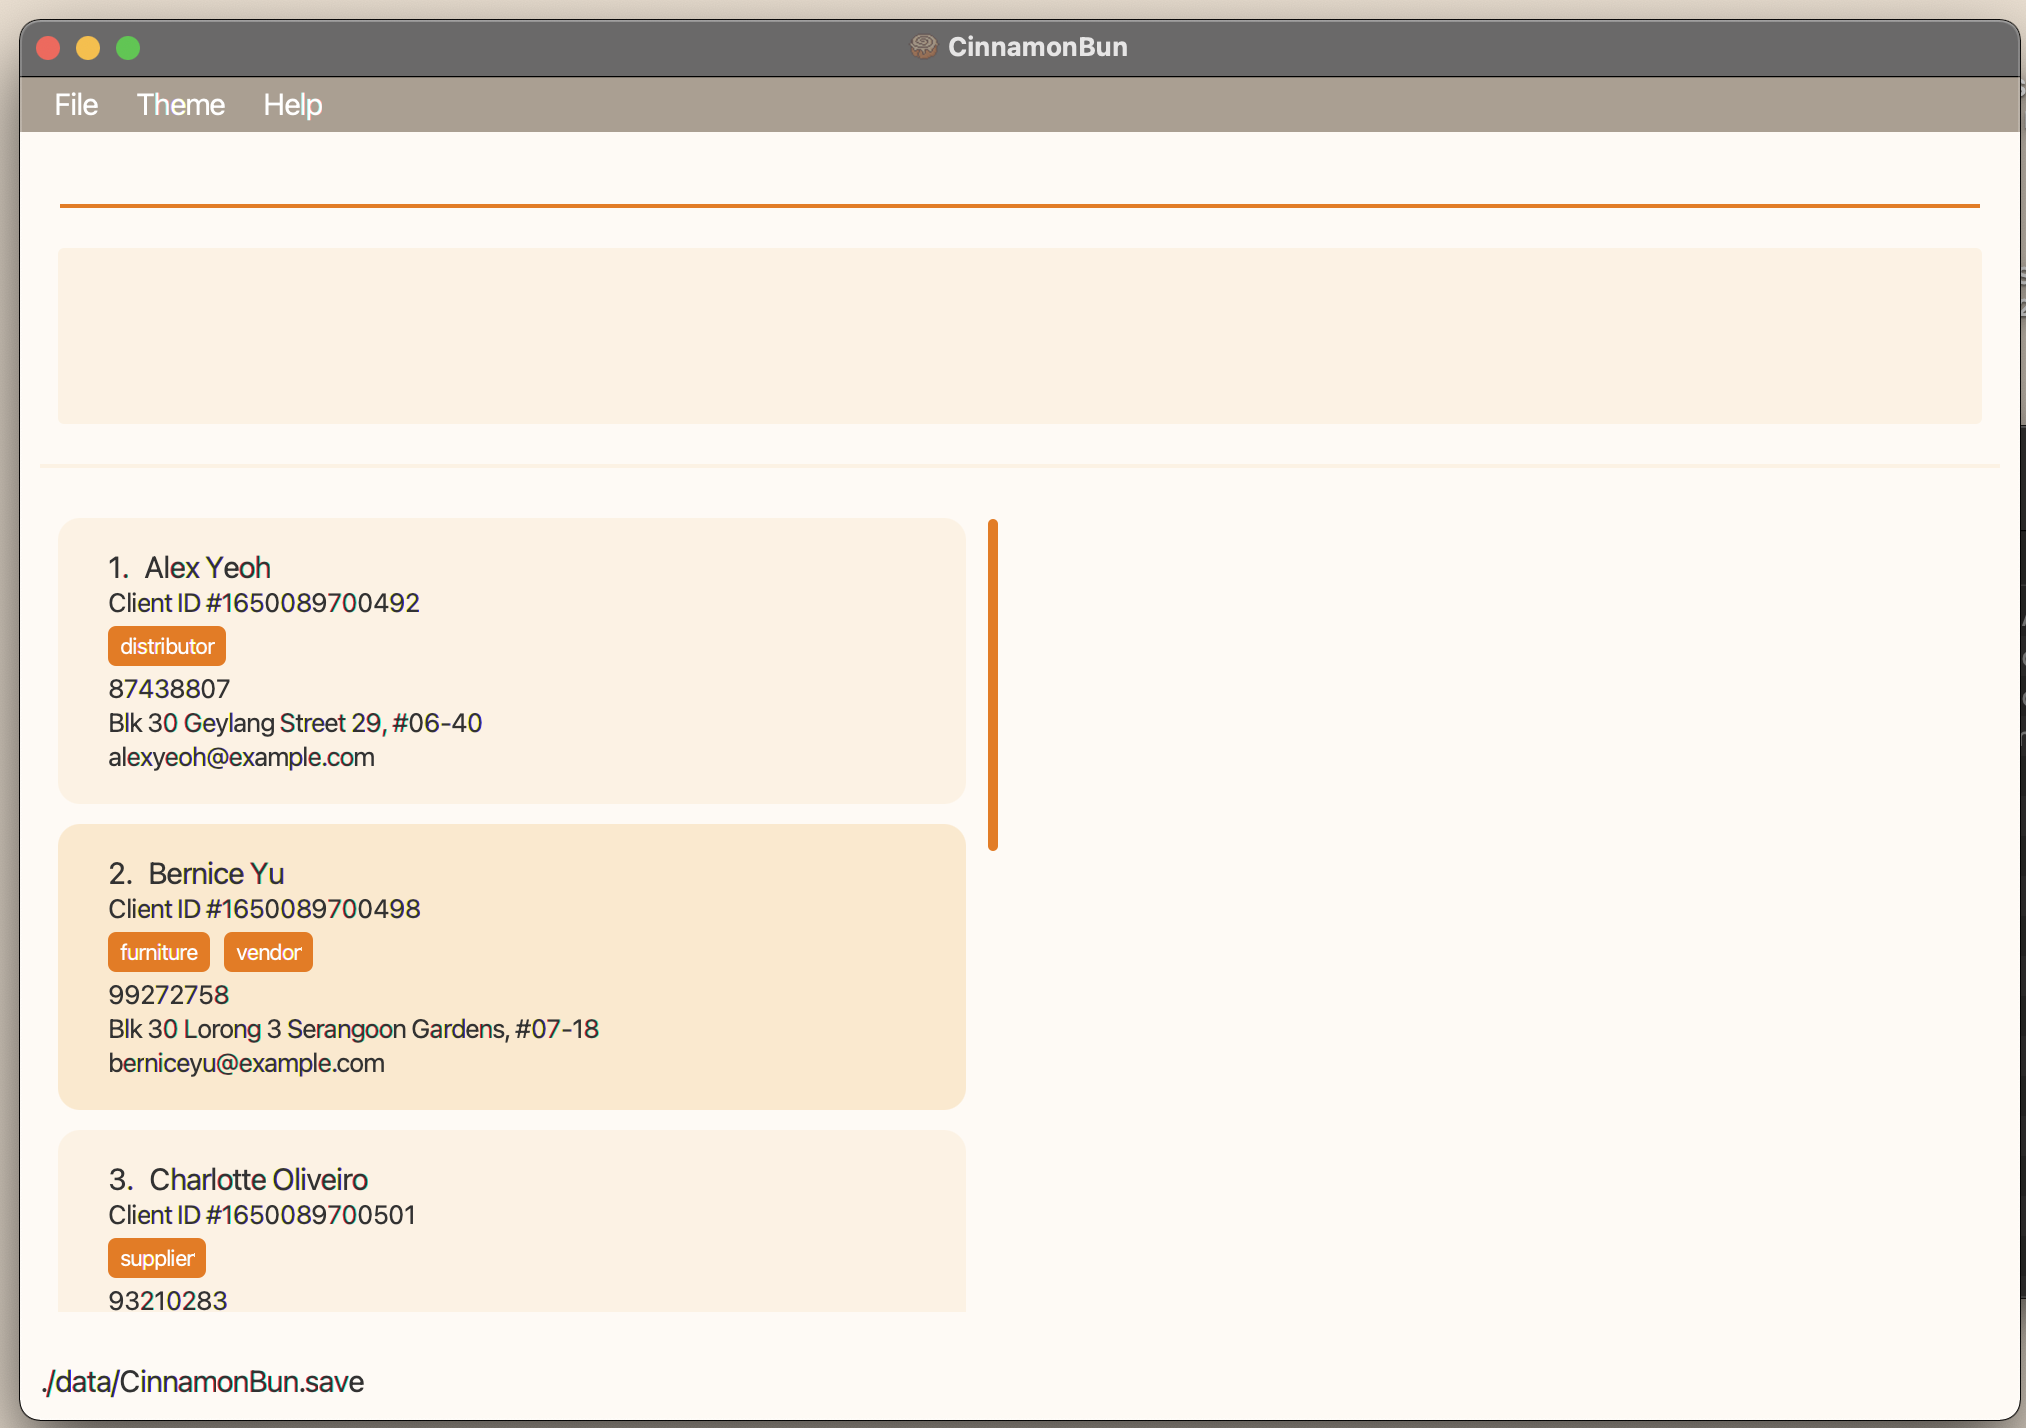 CinnamonBun
File Theme Help
1. Alex Yeoh
Client ID #1650089700492
distributor
87438807
Blk 30 Geylang Street 29, #06-40
alexyeoh@example.com
2. Bernice Yu
Client ID #1650089700498
furniture vendor
99272758
Blk 30 Lorong 3 Serangoon Gardens, #07-18
berniceyu@example.com
3. Charlotte Oliveiro
Client ID #1650089700501
supplier
93210283
./data/CinnamonBun.save